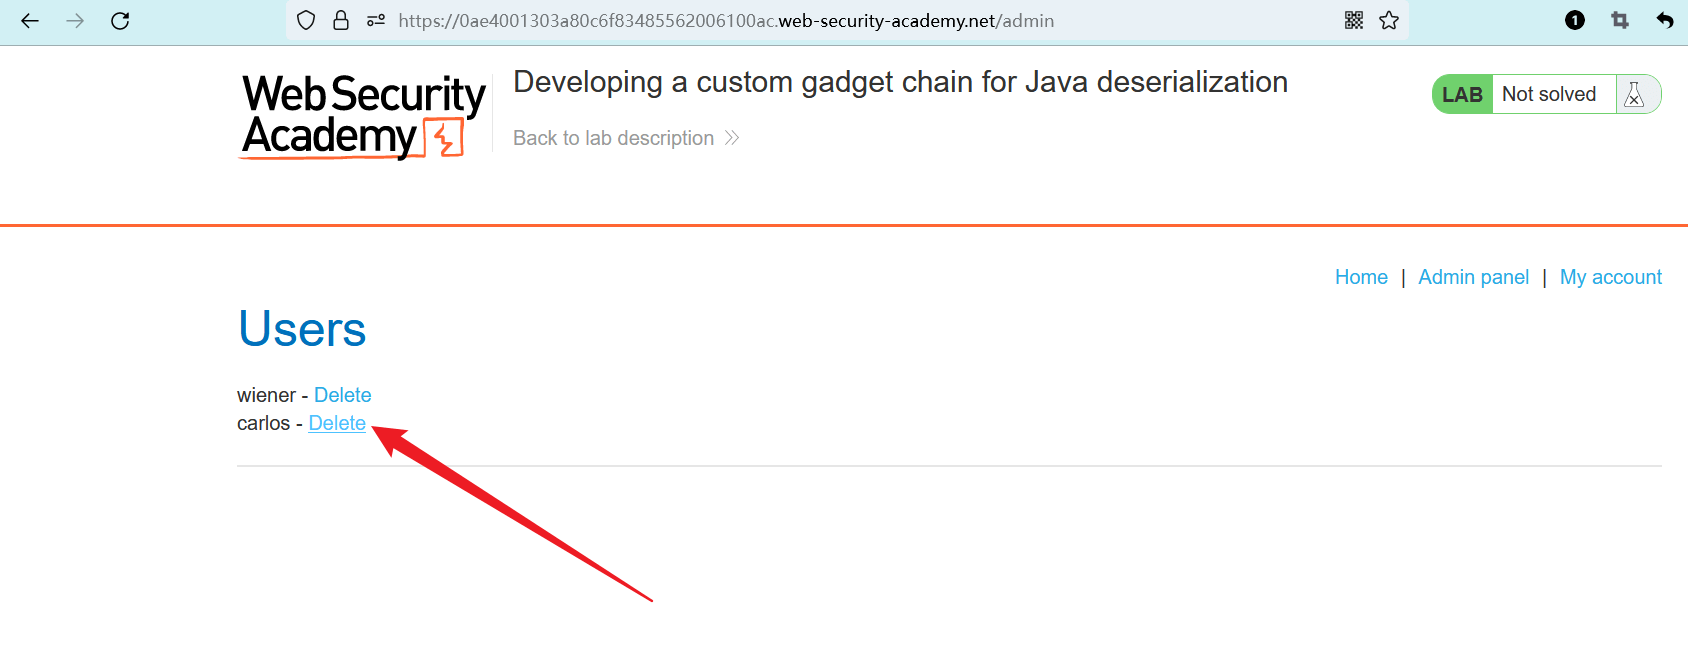 https://0ae4001303a80c6f83485562006100ac.web-security-academy.net/admin
1
Web Security
Academy
Developing a custom gadget chain for Java deserialization
Back to lab description
LAB Not solved
Home | Admin panel | My account
Users
wiener - Delete
carlos - Delete